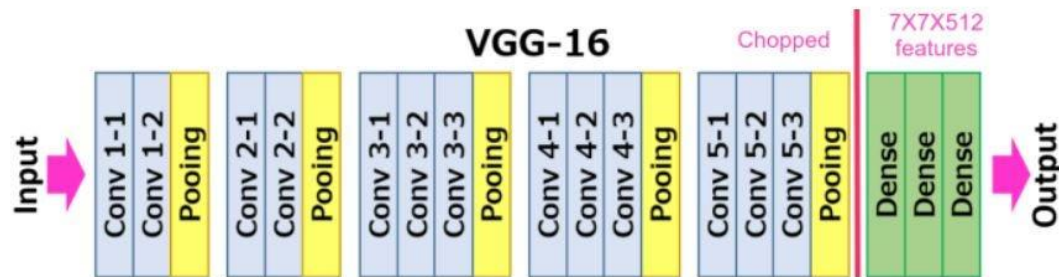 VGG-16
Chopped
7X7X512
features
Input
Conv 1-1
Conv 1-2
Pooing
Conv 2-1
Conv 2-2
Pooing
Conv 3-1
Conv 3-2
Conv 3-3
Pooing
Conv 4-1
Conv 4-2
Conv 4-3
Pooing
Conv 5-1
Conv 5-2
Conv 5-3
Pooing
Dense
Dense
Dense
Output